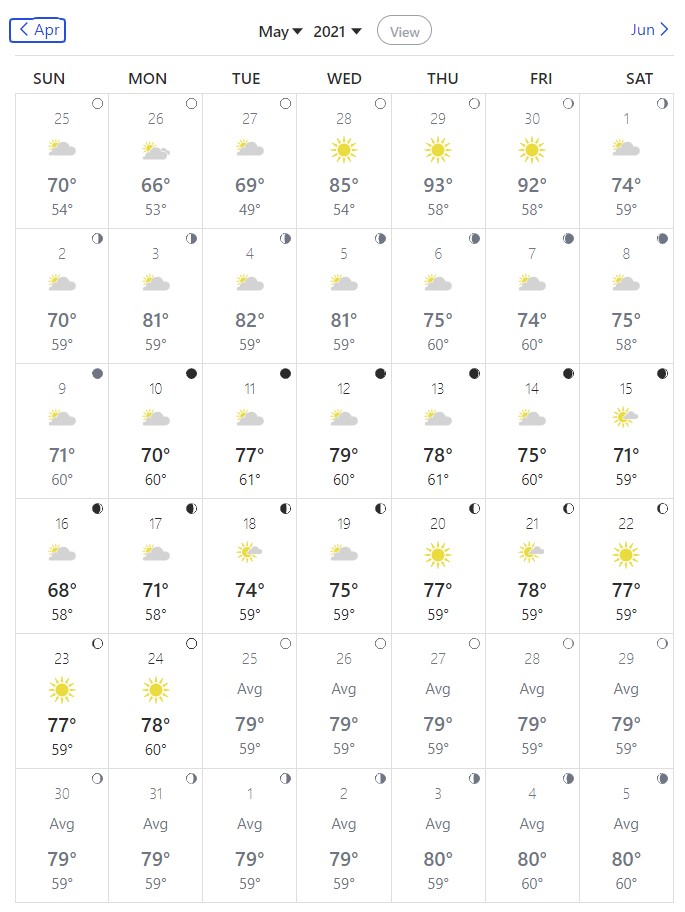 Apr May 2021 View Jun
SUN MON TUE WED THU FRI SAT
25 26 27 28 29 30 1
70° 66° 69° 85° 93° 92° 74°
54° 53° 49° 54° 58° 58° 59°
2 3 4 5 6 7 8
70° 81° 82° 81° 75° 74° 75°
59° 59° 59° 59° 60° 60° 58°
9 10 11 12 13 14 15
71° 70° 77° 79° 78° 75° 71°
60° 60° 61° 60° 61° 60° 59°
16 17 18 19 20 21 22
68° 71° 74° 75° 77° 78° 77°
58° 58° 59° 59° 59° 59° 59°
23 24 25 26 27 28 29
Avg Avg Avg Avg Avg
77° 78° 79° 79° 79° 79° 79°
59° 60° 59° 59° 59° 59° 59°
30 31 1 2 3 4 5
Avg Avg Avg Avg Avg Avg Avg
79° 79° 79° 79° 80° 80° 80°
59° 59° 59° 59° 59° 60° 60°